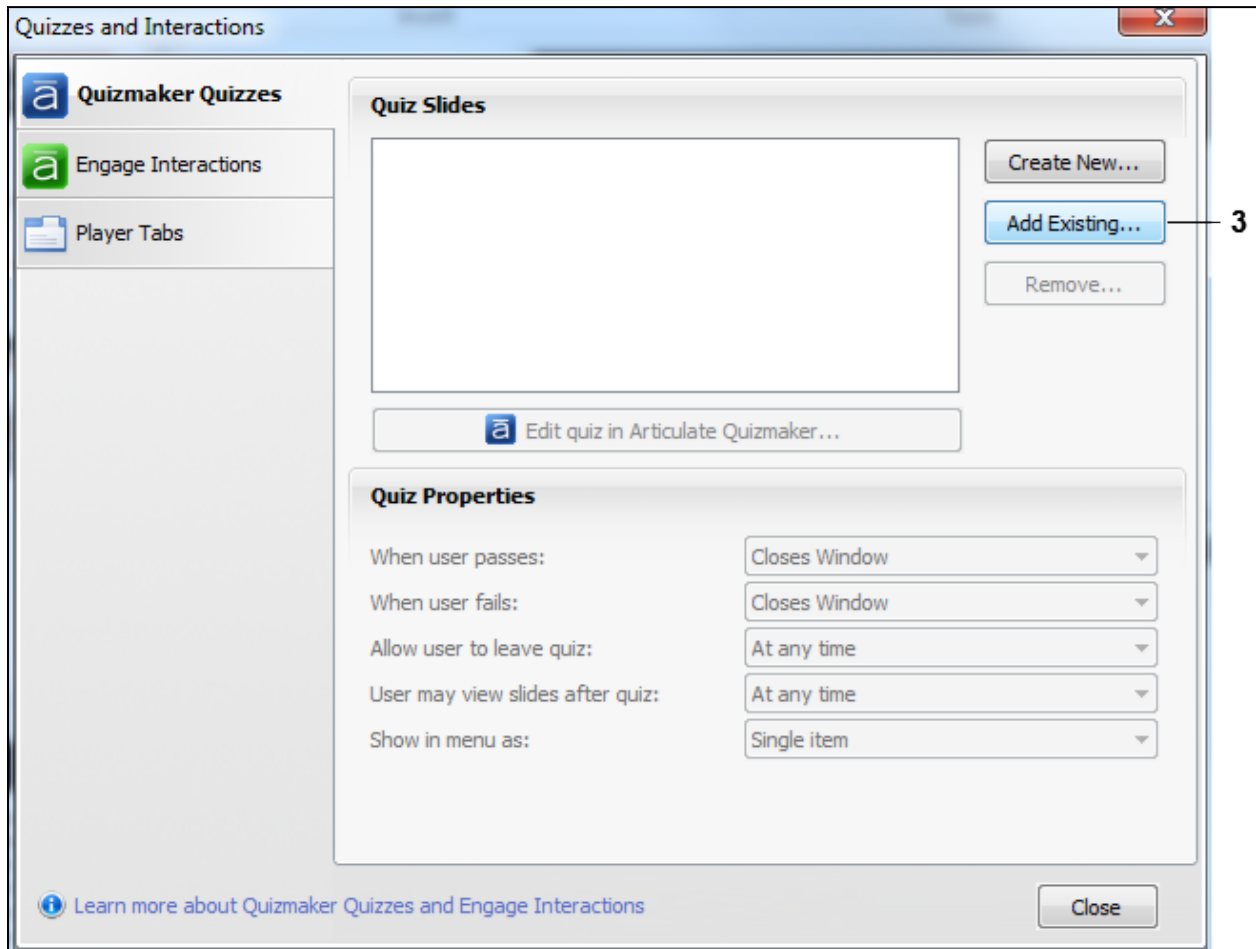 Quizzes and Interactions
X
ā Quizmaker Quizzes
ā Engage Interactions
Player Tabs
Quiz Slides
Create New...
Add Existing...
3
Remove...
ā Edit quiz in Articulate Quizmaker...
Quiz Properties
When user passes: Closes Window
When user fails: Closes Window
Allow user to leave quiz: At any time
User may view slides after quiz: At any time
Show in menu as: Single item
Learn more about Quizmaker Quizzes and Engage Interactions
Close